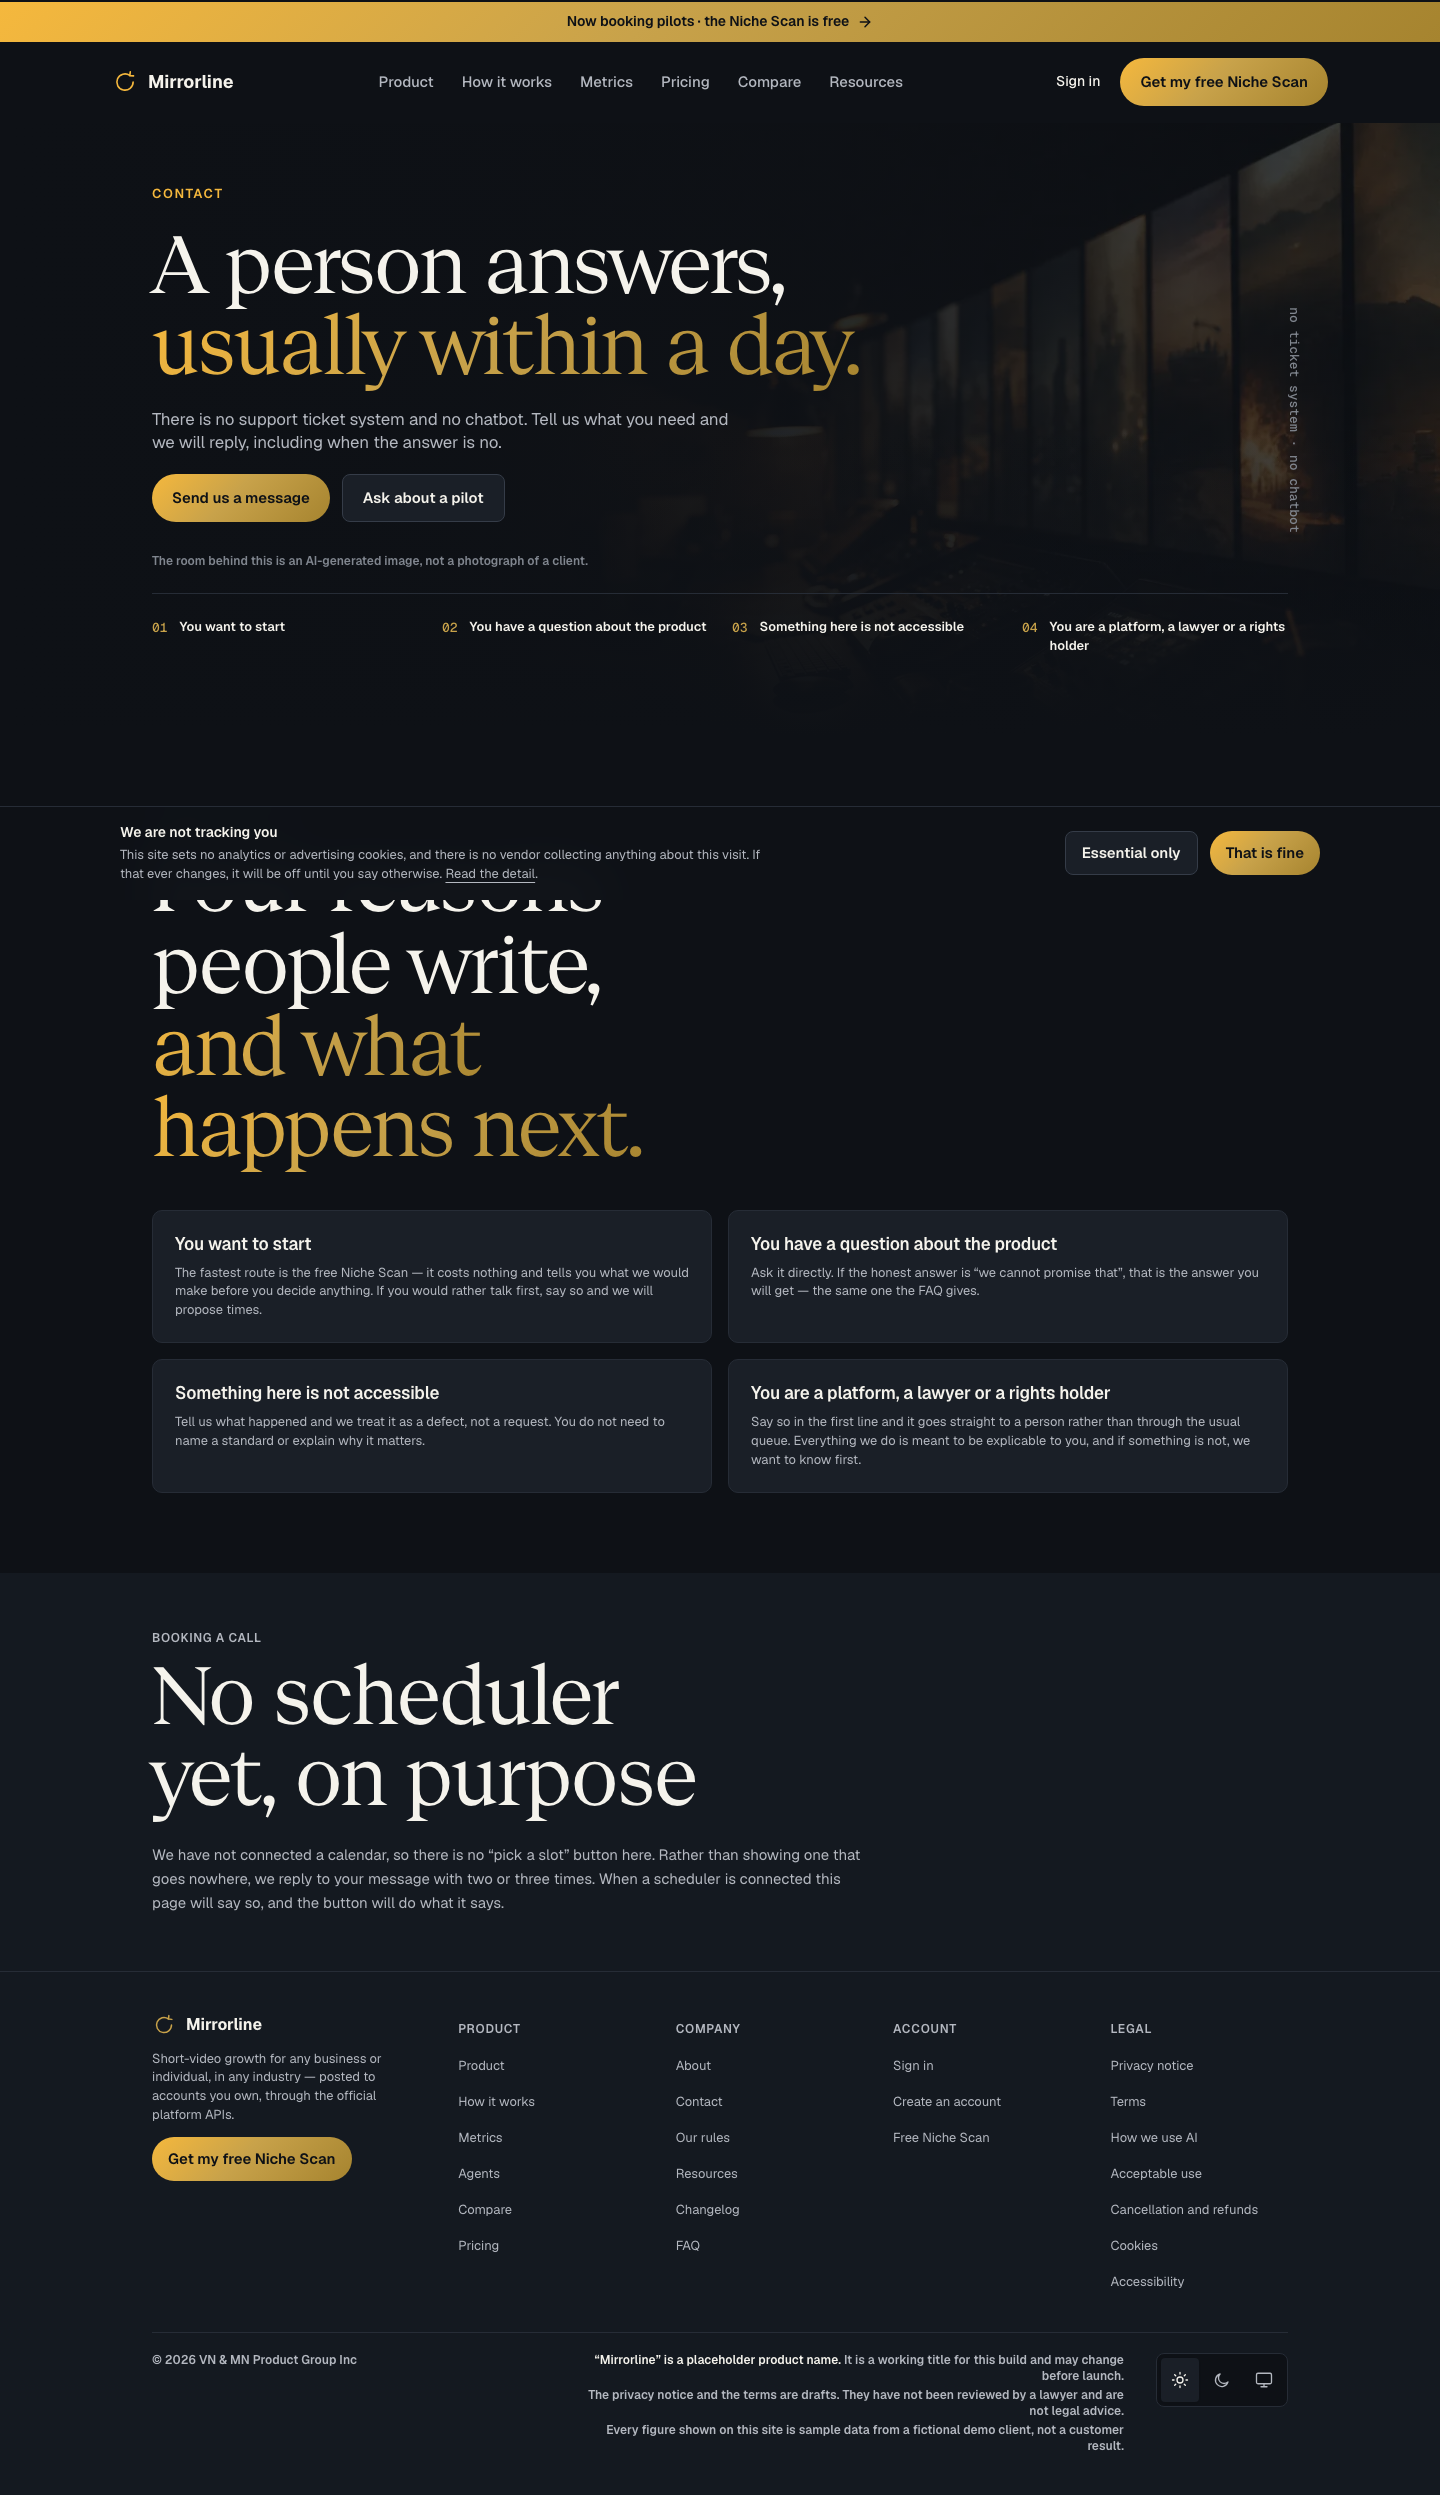 Now booking pilots · the Niche Scan is free →
Mirrorline
Product
How it works
Metrics
Pricing
Compare
Resources
Sign in
Get my free Niche Scan
CONTACT
A person answers,
usually within a day.
There is no support ticket system and no chatbot. Tell us what you need and
we will reply, including when the answer is no.
Send us a message
Ask about a pilot
no ticket system · no chatbot
The room behind this is an AI-generated image, not a photograph of a client.
01 You want to start
02 You have a question about the product
03 Something here is not accessible
04 You are a platform, a lawyer or a rights
holder
We are not tracking you
This site sets no analytics or advertising cookies, and there is no vendor collecting anything about this visit. If
that ever changes, it will be off until you say otherwise. Read the detail.
Essential only
That is fine
Four reasons
people write,
and what
happens next.
You want to start
The fastest route is the free Niche Scan — it costs nothing and tells you what we would
make before you decide anything. If you would rather talk first, say so and we will
propose times.
You have a question about the product
Ask it directly. If the honest answer is “we cannot promise that”, that is the answer you
will get — the same one the FAQ gives.
Something here is not accessible
Tell us what happened and we treat it as a defect, not a request. You do not need to
name a standard or explain why it matters.
You are a platform, a lawyer or a rights holder
Say so in the first line and it goes straight to a person rather than through the usual
queue. Everything we do is meant to be explicable to you, and if something is not, we
want to know first.
BOOKING A CALL
No scheduler
yet, on purpose
We have not connected a calendar, so there is no “pick a slot” button here. Rather than showing one that
goes nowhere, we reply to your message with two or three times. When a scheduler is connected this
page will say so, and the button will do what it says.
Mirrorline
Short-video growth for any business or
individual, in any industry — posted to
accounts you own, through the official
platform APIs.
Get my free Niche Scan
PRODUCT
Product
How it works
Metrics
Agents
Compare
Pricing
COMPANY
About
Contact
Our rules
Resources
Changelog
FAQ
ACCOUNT
Sign in
Create an account
Free Niche Scan
LEGAL
Privacy notice
Terms
How we use AI
Acceptable use
Cancellation and refunds
Cookies
Accessibility
© 2026 VN & MN Product Group Inc
“Mirrorline” is a placeholder product name. It is a working title for this build and may change
before launch.
The privacy notice and the terms are drafts. They have not been reviewed by a lawyer and are
not legal advice.
Every figure shown on this site is sample data from a fictional demo client, not a customer
result.